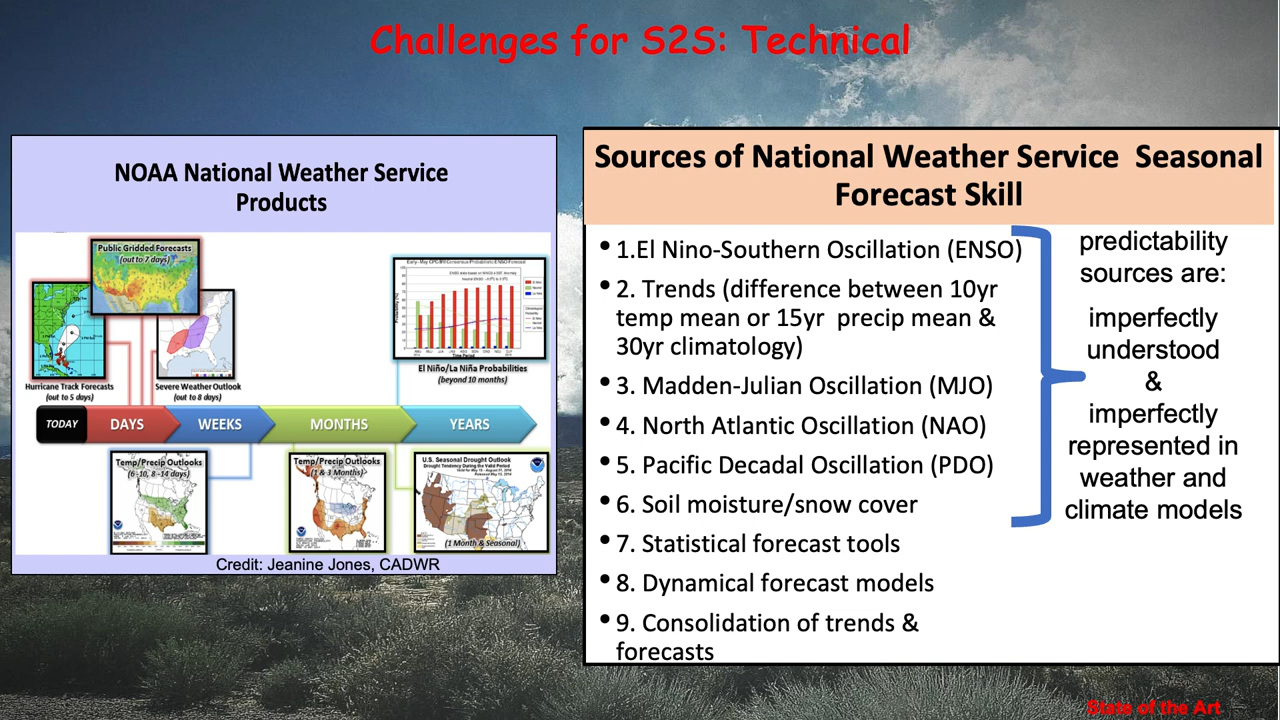 Challenges for S2S: Technical
NOAA National Weather Service
Products
Public Gridded Forecasts
(out to 7 days)
Hurricane Track Forecasts
(out to 5 days)
Severe Weather Outlook
(out to 8 days)
El Niño/La Niña Probabilities
(beyond 10 months)
TODAY
DAYS
WEEKS
MONTHS
YEARS
Temp/Precip Outlooks
(6-10, 8-14 days)
Temp/Precip Outlooks
(1 & 3 Months)
U.S. Seasonal Drought Outlook
Drought Tendency During the Valid Period
(1 Month & Seasonal)
Credit: Jeanine Jones, CADWR
Sources of National Weather Service Seasonal
Forecast Skill
• 1.El Nino-Southern Oscillation (ENSO)
• 2. Trends (difference between 10yr
temp mean or 15yr precip mean &
30yr climatology)
• 3. Madden-Julian Oscillation (MJO)
• 4. North Atlantic Oscillation (NAO)
• 5. Pacific Decadal Oscillation (PDO)
• 6. Soil moisture/snow cover
• 7. Statistical forecast tools
• 8. Dynamical forecast models
• 9. Consolidation of trends &
forecasts
predictability
sources are:
imperfectly
understood
&
imperfectly
represented in
weather and
climate models
State of the Art